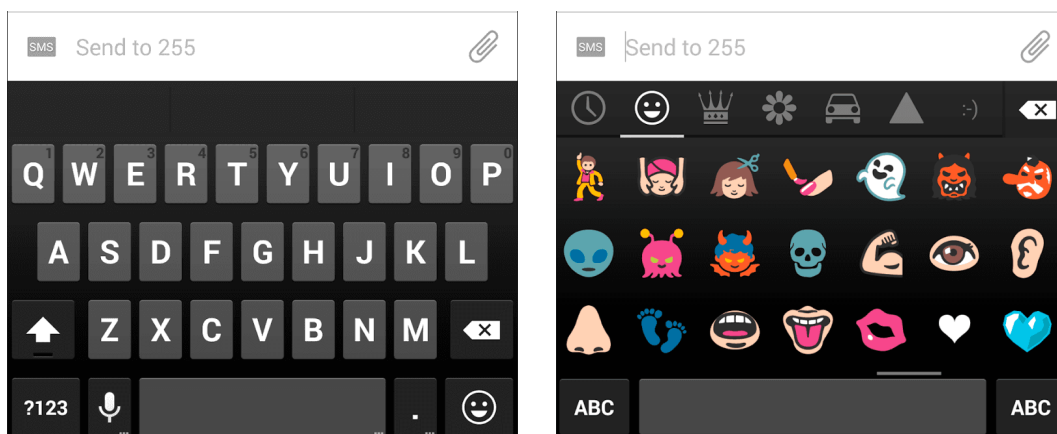 SMS Send to 255
1 2 3 4 5 6 7 8 9 0
Q W E R T Y U I O P
A S D F G H J K L
Z X C V B N M
?123 .
SMS Send to 255
:-)
ABC ABC